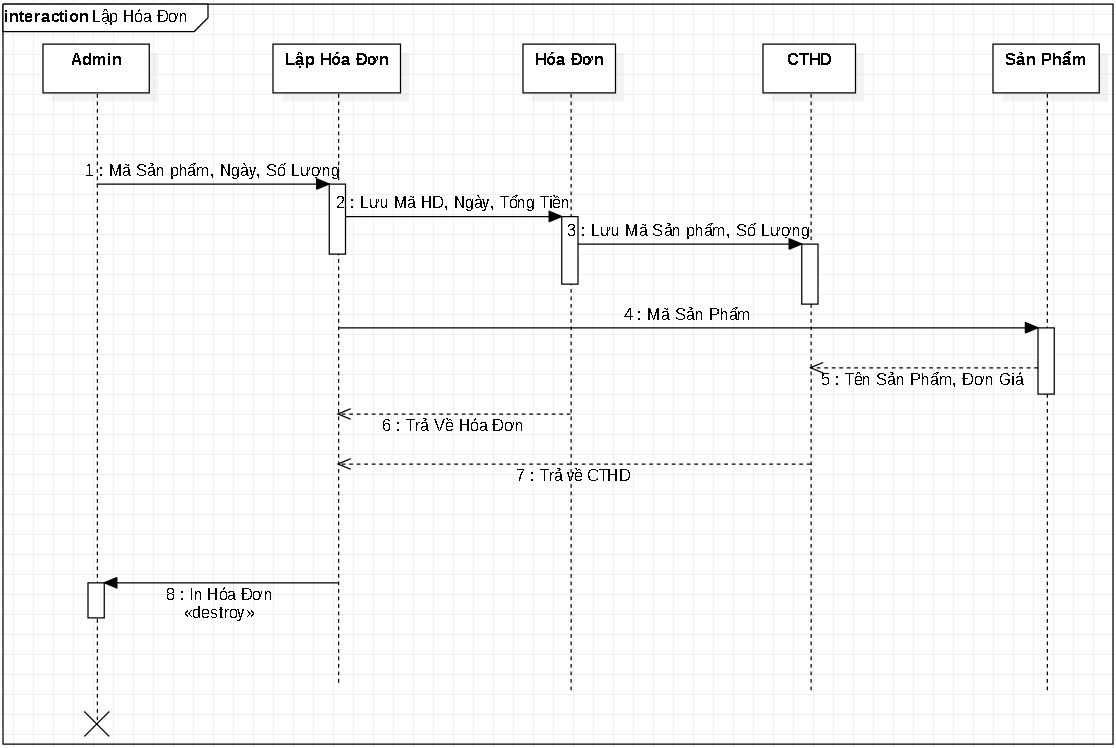 interaction Lập Hóa Đơn
Admin
Lập Hóa Đơn
Hóa Đơn
CTHD
Sản Phẩm
1 : Mã Sản phẩm, Ngày, Số Lượng
2 : Lưu Mã HD, Ngày, Tổng Tiền
3 : Lưu Mã Sản phẩm, Số Lượng
4 : Mã Sản Phẩm
5 : Tên Sản Phẩm, Đơn Giá
6 : Trả Về Hóa Đơn
7 : Trả về CTHD
8 : In Hóa Đơn
«destroy»